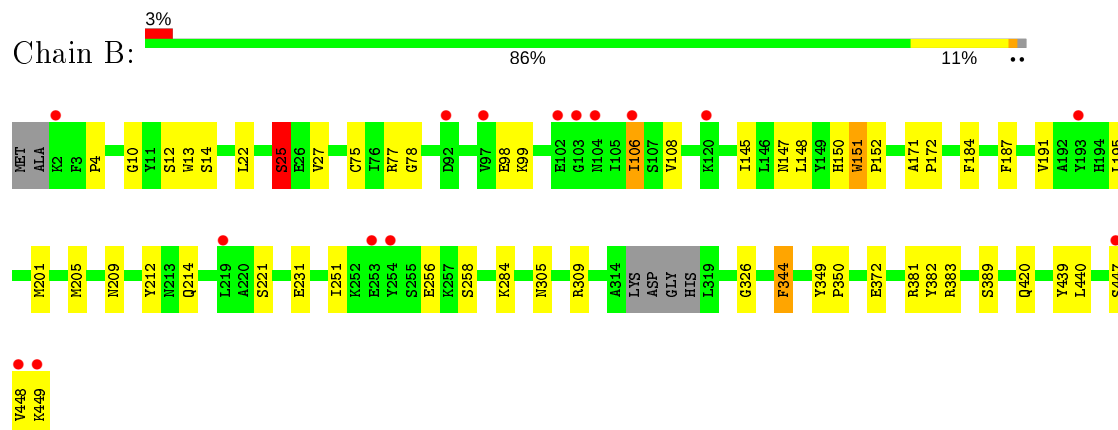 3%
Chain B:
86% 11% ••
MET ALA K2 F3 P4 G10 Y11 S12 W13 S14 L22 S25 E26 V27 C75 I76 R77 G78 D92 V97 E98 K99 E102 G103 N104 I105 I106 S107 V108 K120 I145 L146 N147 L148 Y149 H150 W151 P152 A171 P172 F184 F187 V191 A192 Y193 H194 L195
M201 M205 N209 Y212 N213 Q214 L219 A220 S221 E231 I251 K252 E253 Y254 S255 E256 K257 S258 K284 N305 R309 A314 LYS ASP GLY HIS L319 G326 F344 Y349 P350 E372 R381 Y382 R383 S389 Q420 Y439 L440 S447
V448 K449